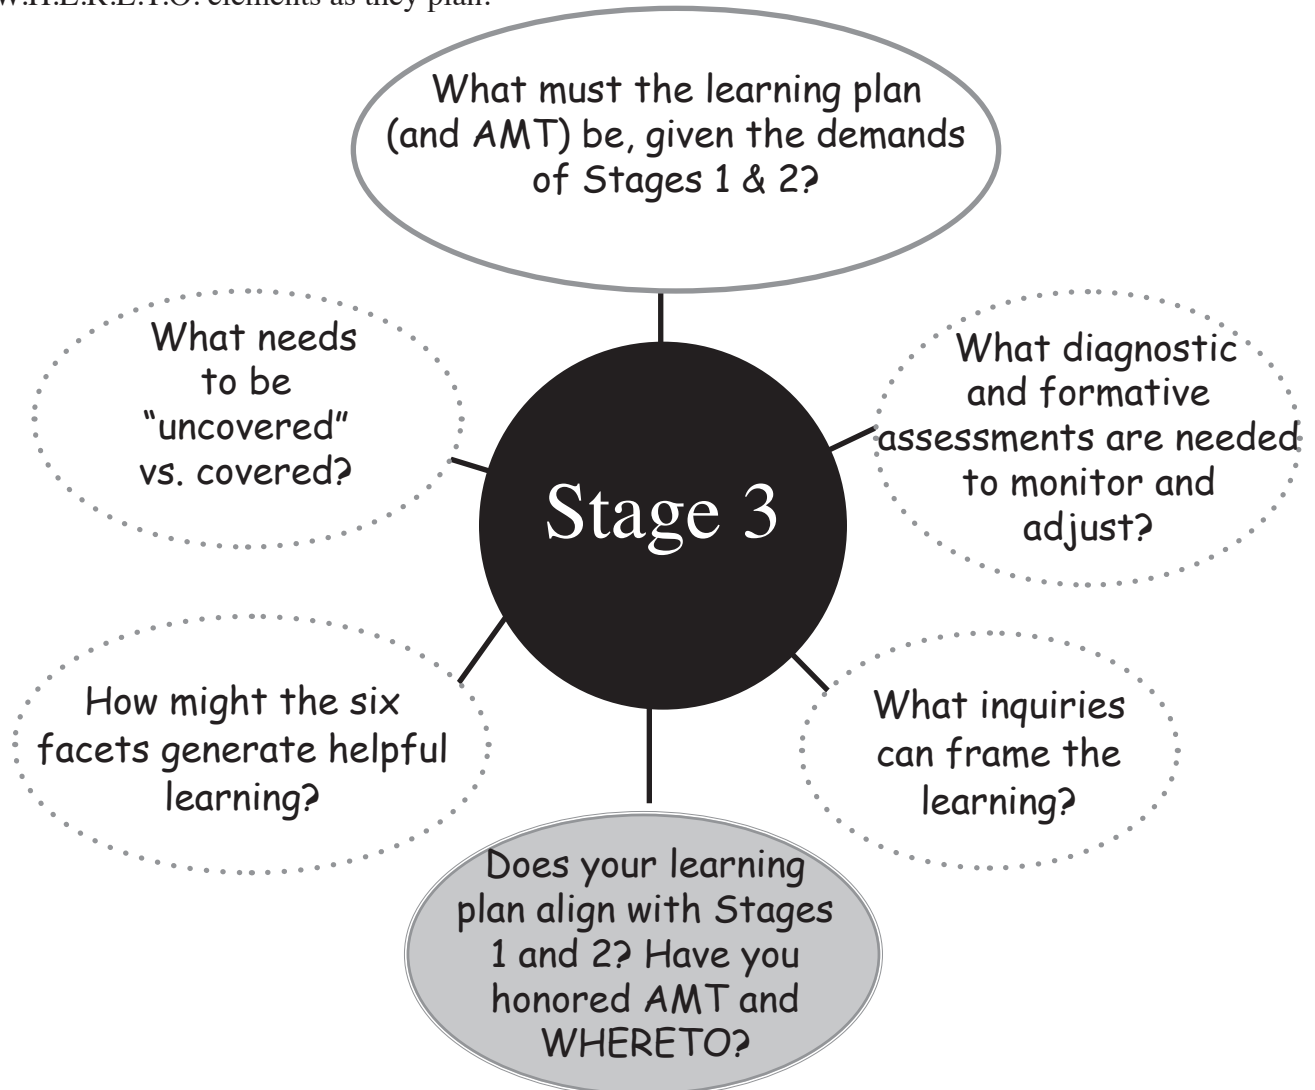 W.H.E.R.E.T.O. elements as they plan.
What must the learning plan
(and AMT) be, given the demands
of Stages 1 & 2?
What needs
to be
“uncovered”
vs. covered?
What diagnostic
and formative
assessments are needed
to monitor and
adjust?
Stage 3
How might the six
facets generate helpful
learning?
What inquiries
can frame the
learning?
Does your learning
plan align with Stages
1 and 2? Have you
honored AMT and
WHERETO?